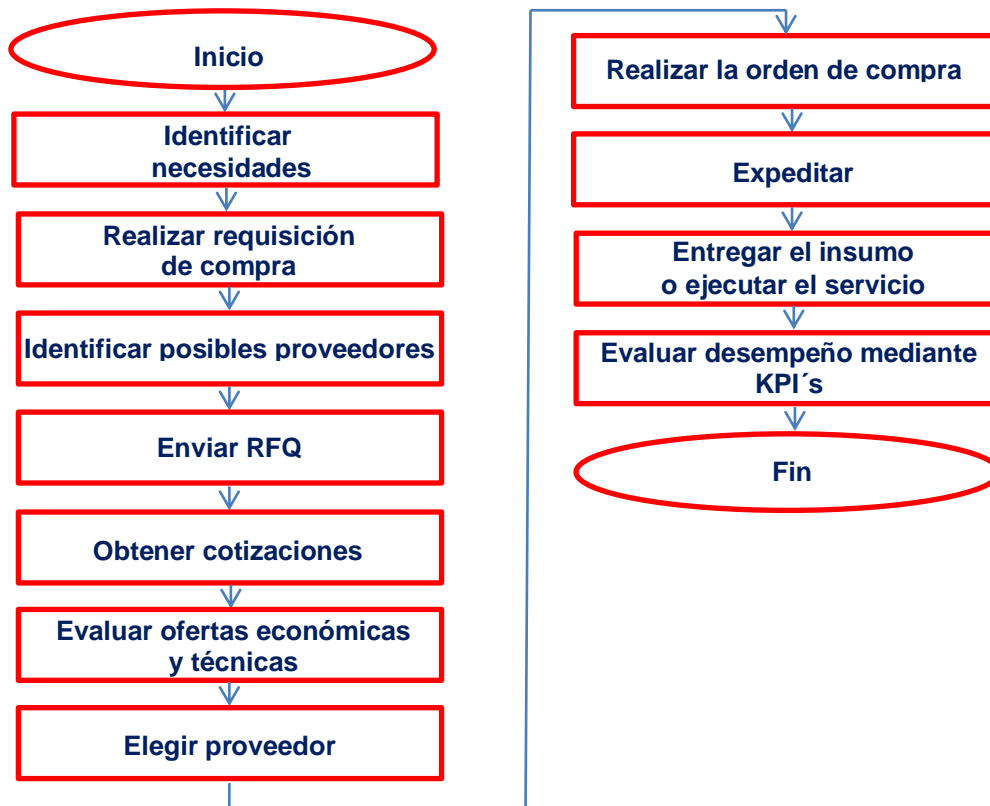 Inicio
Identificar
necesidades
Realizar requisición
de compra
Identificar posibles proveedores
Enviar RFQ
Obtener cotizaciones
Evaluar ofertas económicas
y técnicas
Elegir proveedor
Realizar la orden de compra
Expeditar
Entregar el insumo
o ejecutar el servicio
Evaluar desempeño mediante
KPI´s
Fin